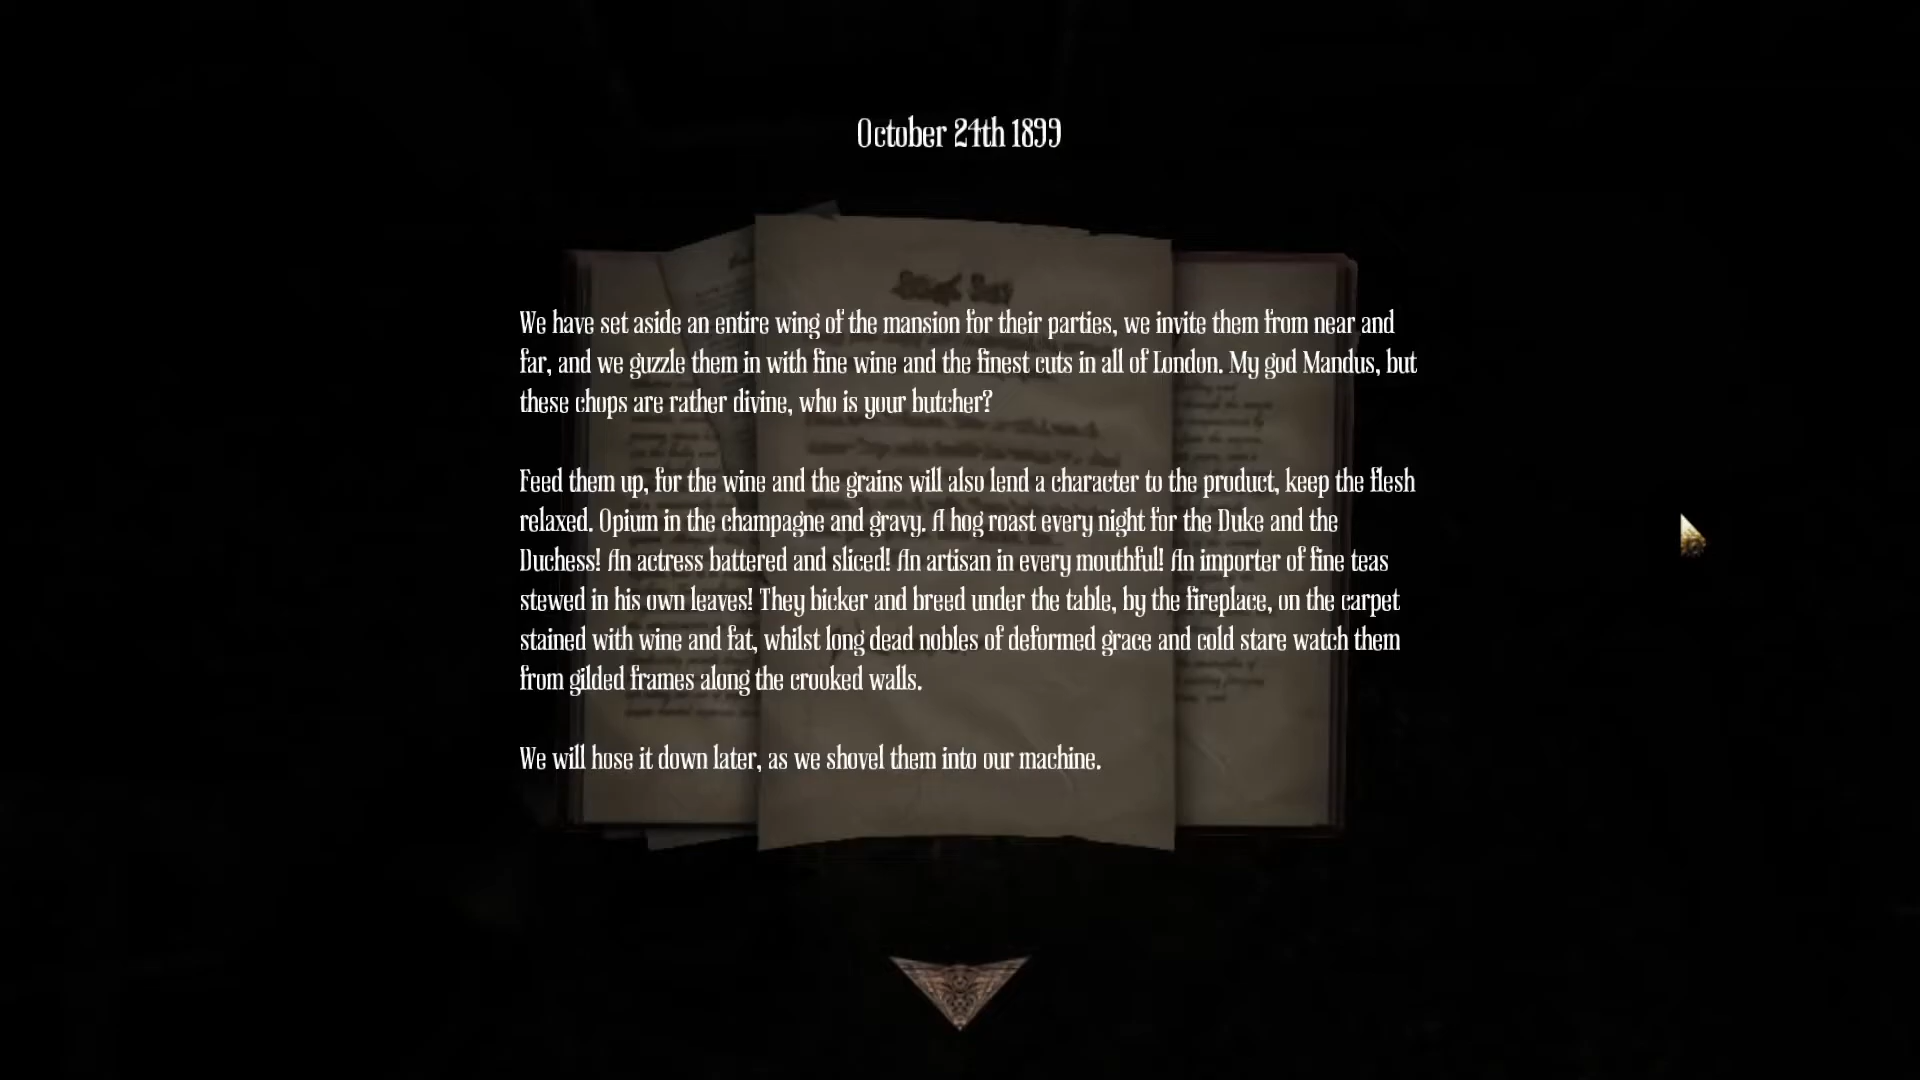 October 24th 1899
We have set aside an entire wing of the mansion for their parties, we invite them from near and
far, and we guzzle them in with fine wine and the finest cuts in all of London. My god Mandus, but
these chops are rather divine, who is your butcher?
Feed them up, for the wine and the grains will also lend a character to the product, keep the flesh
relaxed. Opium in the champagne and gravy. A hog roast every night for the Duke and the
Duchess! An actress battered and sliced! An artisan in every mouthful! An importer of fine teas
stewed in his own leaves! They bicker and breed under the table, by the fireplace, on the carpet
stained with wine and fat, whilst long dead nobles of deformed grace and cold stare watch them
from gilded frames along the crooked walls.
We will hose it down later, as we shovel them into our machine.